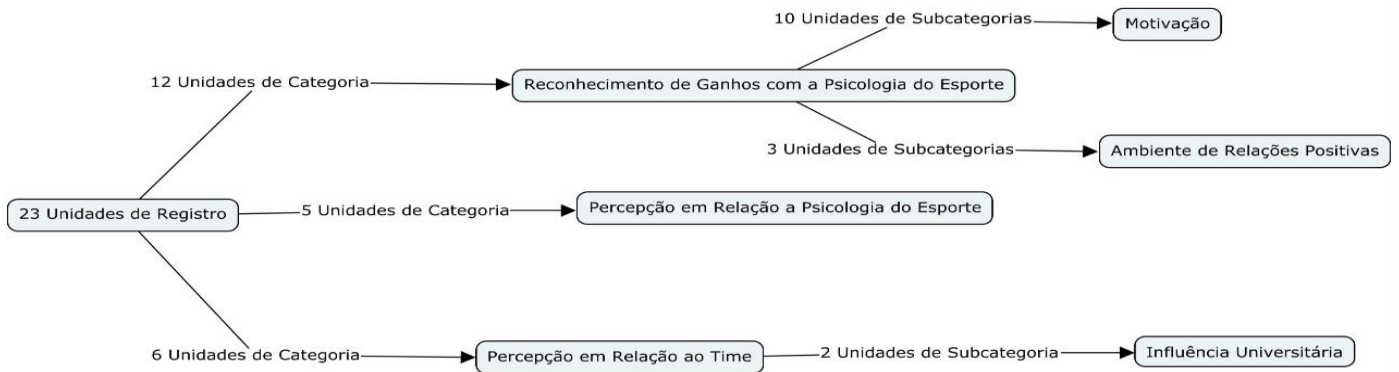 10 Unidades de Subcategorias
Motivação
12 Unidades de Categoria
Reconhecimento de Ganhos com a Psicologia do Esporte
3 Unidades de Subcategorias
Ambiente de Relações Positivas
23 Unidades de Registro
5 Unidades de Categoria
Percepção em Relação a Psicologia do Esporte
6 Unidades de Categoria
Percepção em Relação ao Time
2 Unidades de Subcategoria
Influência Universitária